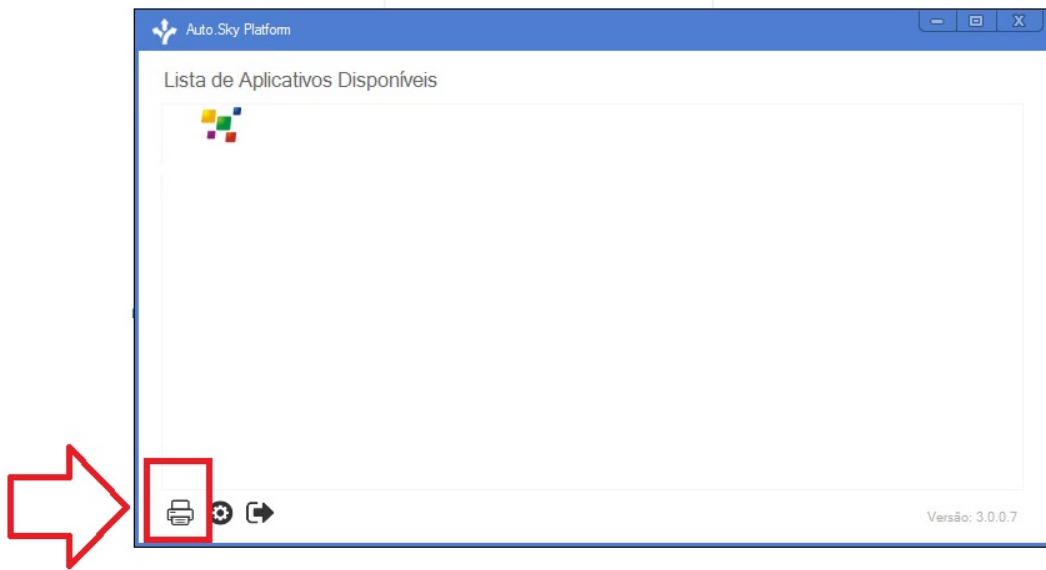 Auto.Sky Platform
Lista de Aplicativos Disponíveis
Versão: 3.0.0.7